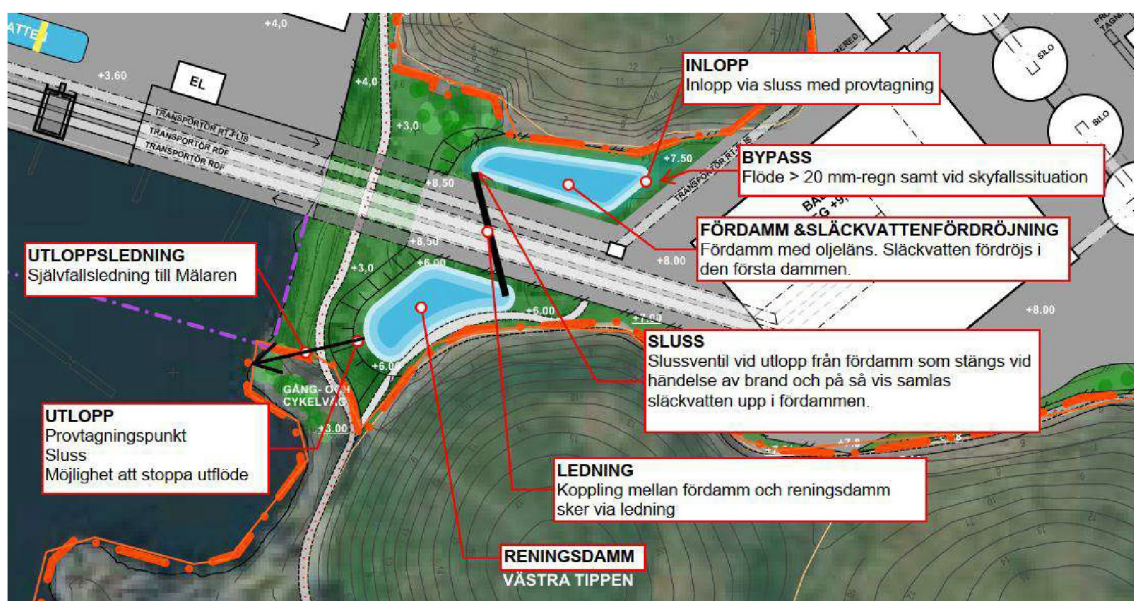 +4,0
+3.60
EL
TRANSPORTÖR RT-FLIS
TRANSPORTÖR RDF
TRANSPORTÖR RDF
+4,0
+3,0
+8.50
+8.50
+3,0
+6.00
INLOPP
Inlopp via sluss med provtagning
SILO
SILO
+7.50
BYPASS
Flöde > 20 mm-regn samt vid skyfallssituation
FÖRDAMM &SLÄCKVATTENFÖRDRÖJNING
Fördamm med oljeläns. Släckvatten fördröjs i
den första dammen.
+8.00
+8.00
UTLOPPSLEDNING
Självfallsledning till Mälaren
+6.00
+7.00
SLUSS
Slussventil vid utlopp från fördamm som stängs vid
händelse av brand och på så vis samlas
släckvatten upp i fördammen.
+6.00
GÅNG- OCH
CYKELVÄG
+3.00
UTLOPP
Provtagningspunkt
Sluss
Möjlighet att stoppa utflöde
LEDNING
Koppling mellan fördamm och reningsdamm
sker via ledning
RENINGSDAMM
VÄSTRA TIPPEN